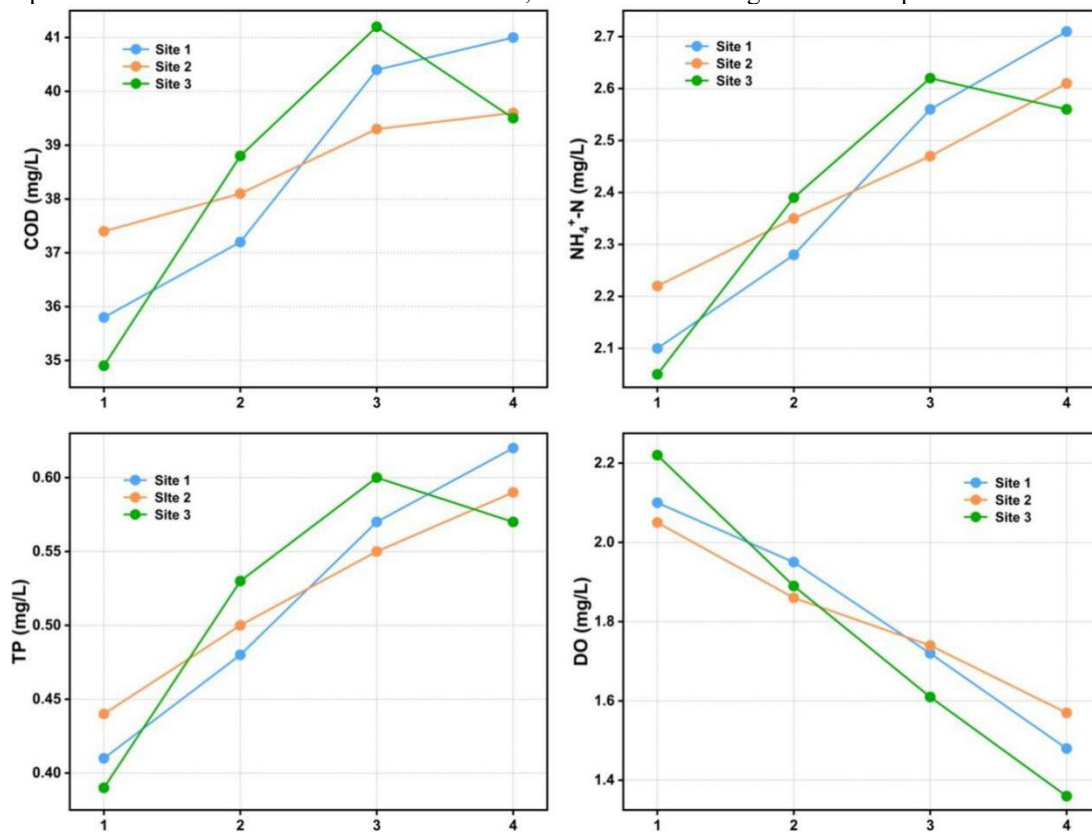 COD (mg/L)
41
40
39
38
37
36
35
Site 1
Site 2
Site 3
1 2 3 4
NH₄⁺-N (mg/L)
2.7
2.6
2.5
2.4
2.3
2.2
2.1
Site 1
Site 2
Site 3
1 2 3 4
TP (mg/L)
0.60
0.55
0.50
0.45
0.40
Site 1
SIte 2
Site 3
1 2 3 4
DO (mg/L)
2.2
2.0
1.8
1.6
1.4
Site 1
Site 2
Site 3
1 2 3 4